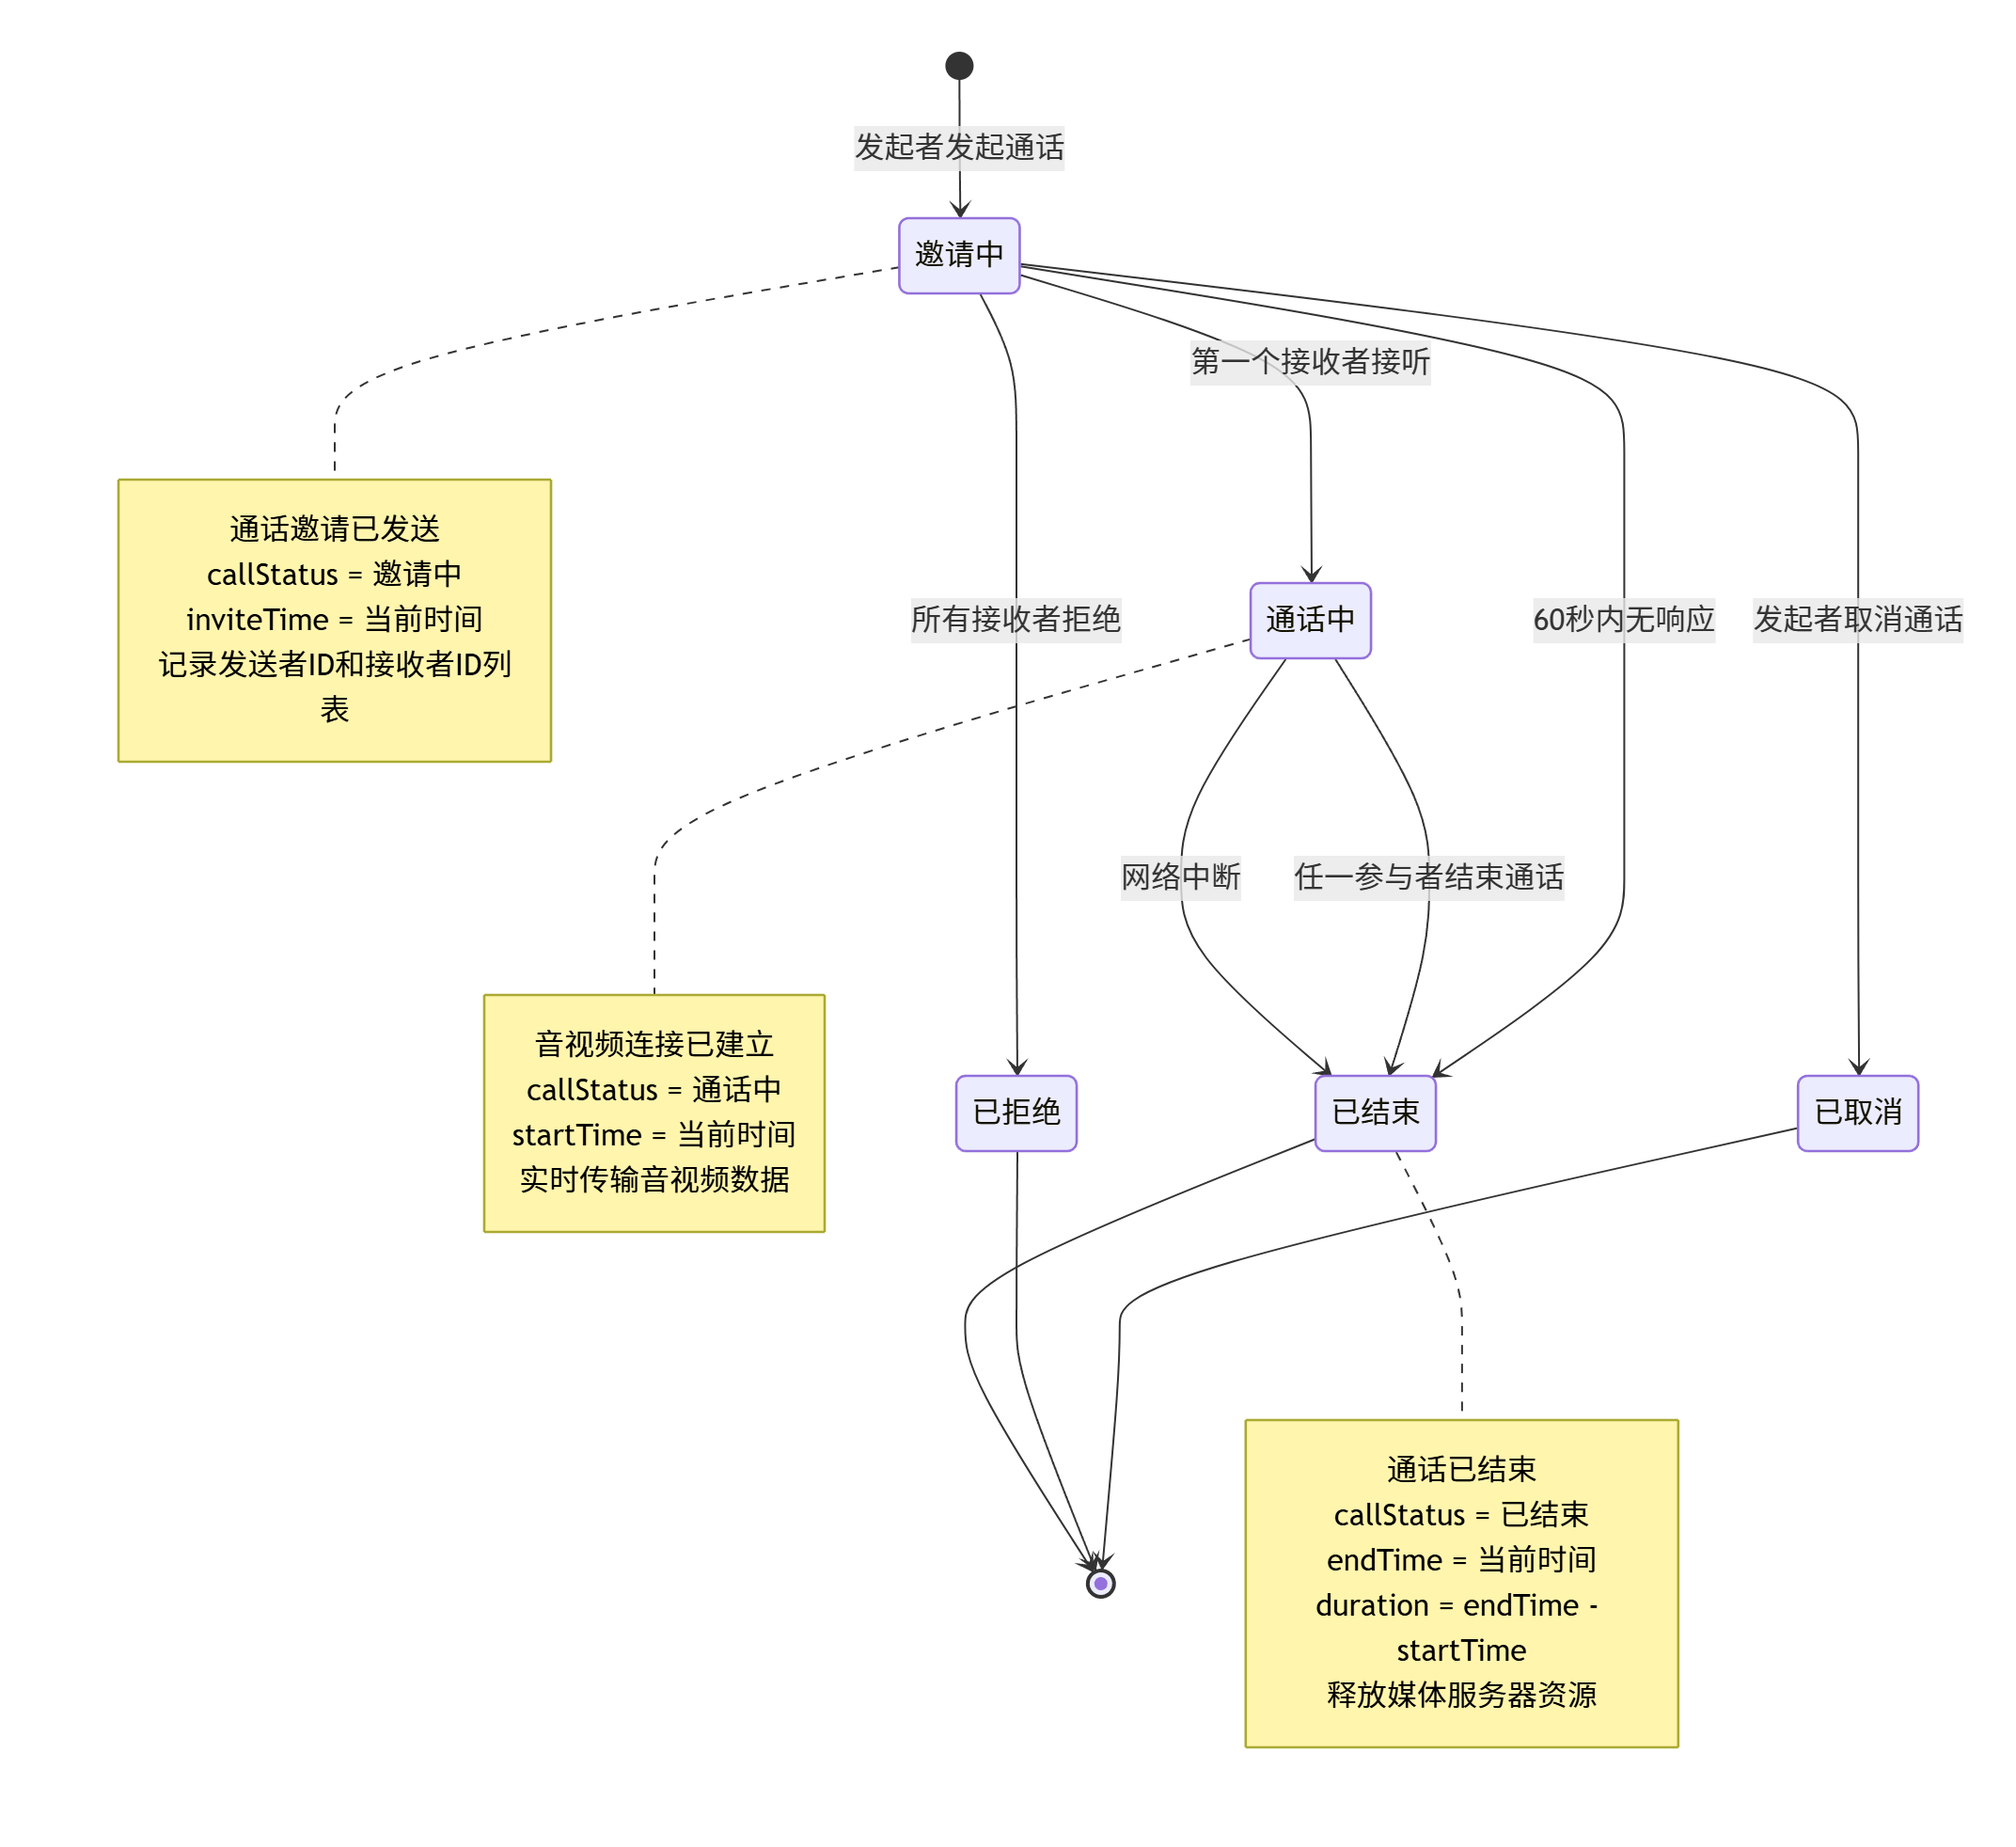 发起者发起通话
邀请中
第一个接收者接听
通话邀请已发送
callStatus = 邀请中
inviteTime = 当前时间
记录发送者ID和接收者ID列
表
所有接收者拒绝
通话中
60秒内无响应
发起者取消通话
网络中断
任一参与者结束通话
音视频连接已建立
callStatus = 通话中
startTime = 当前时间
实时传输音视频数据
已拒绝
已结束
已取消
通话已结束
callStatus = 已结束
endTime = 当前时间
duration = endTime -
startTime
释放媒体服务器资源